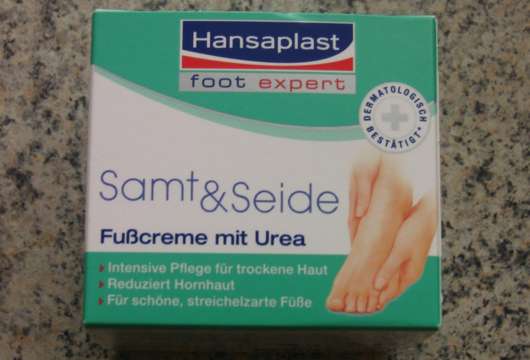 Hansaplast
foot expert
DERMATOLOGISCH BESTÄTIGT*
Samt&Seide
Fußcreme mit Urea
Intensive Pflege für trockene Haut
Reduziert Hornhaut
Für schöne, streichelzarte Füße